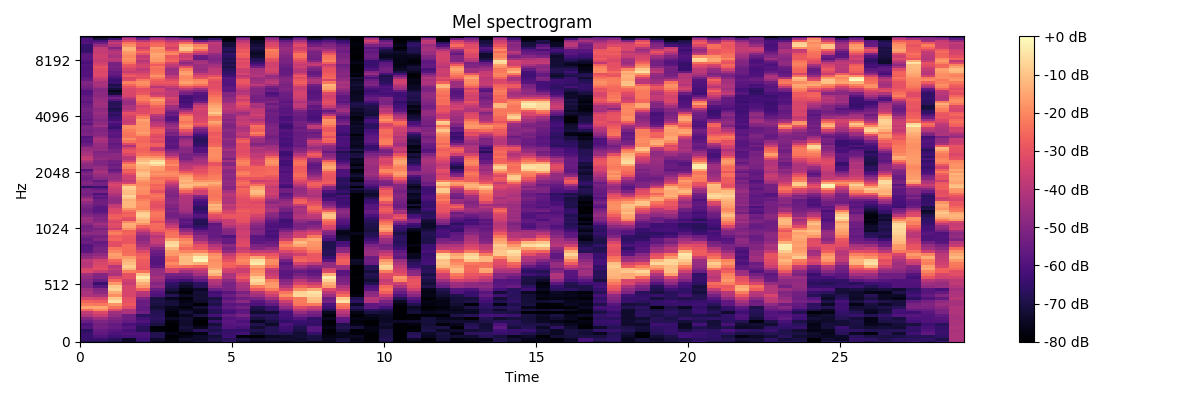 Mel spectrogram
8192
4096
2048
1024
512
0
Hz
0 5 10 15 20 25
Time
+0 dB
-10 dB
-20 dB
-30 dB
-40 dB
-50 dB
-60 dB
-70 dB
-80 dB